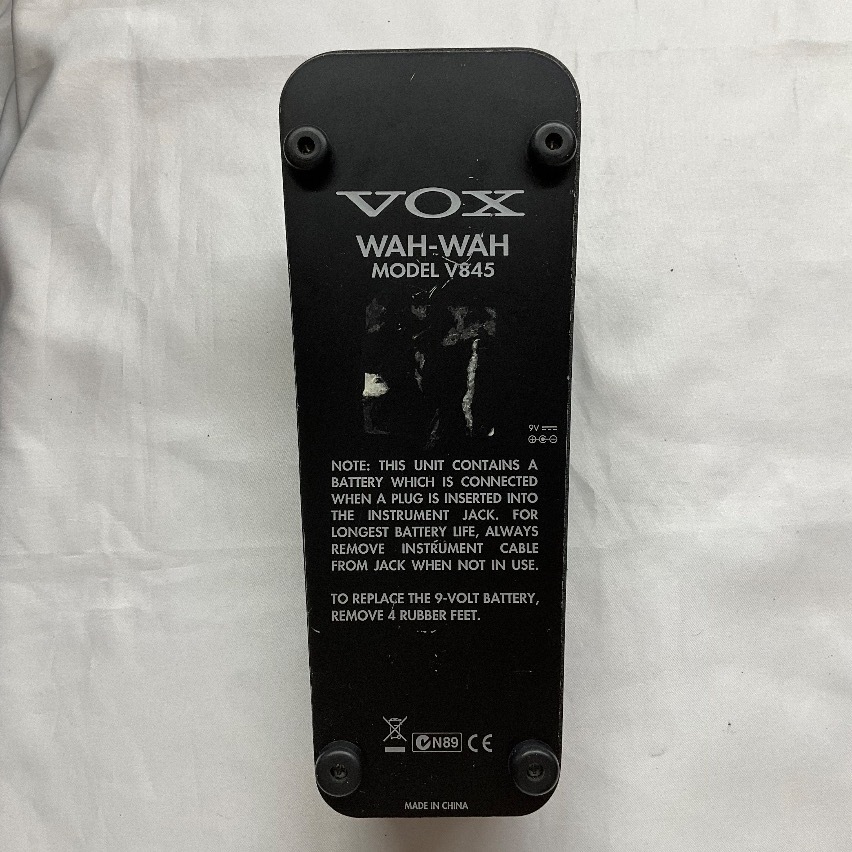 VOX
WAH-WAH
MODEL V845
9V
NOTE: THIS UNIT CONTAINS A
BATTERY WHICH IS CONNECTED
WHEN A PLUG IS INSERTED INTO
THE INSTRUMENT JACK. FOR
LONGEST BATTERY LIFE, ALWAYS
REMOVE INSTRUMENT CABLE
FROM JACK WHEN NOT IN USE.
TO REPLACE THE 9-VOLT BATTERY,
REMOVE 4 RUBBER FEET.
N89 CE
MADE IN CHINA